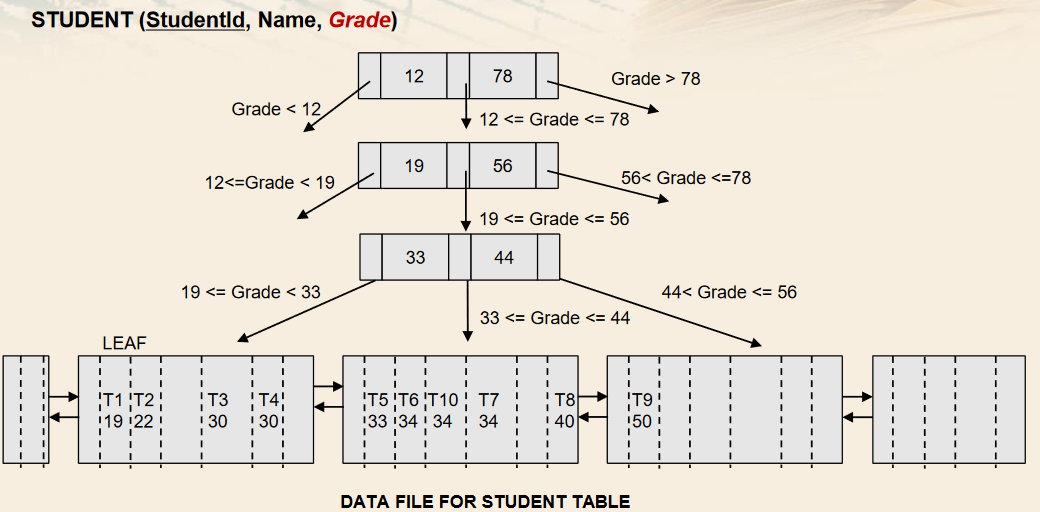 STUDENT (StudentId, Name, Grade)
12 78
Grade > 78
Grade < 12
12 <= Grade <= 78
19 56
12<=Grade < 19
56< Grade <=78
19 <= Grade <= 56
33 44
19 <= Grade < 33
44< Grade <= 56
33 <= Grade <= 44
LEAF
T1 T2 T3 T4 T5 T6 T10 T7 T8 T9
19 22 30 30 33 34 34 34 40 50
DATA FILE FOR STUDENT TABLE